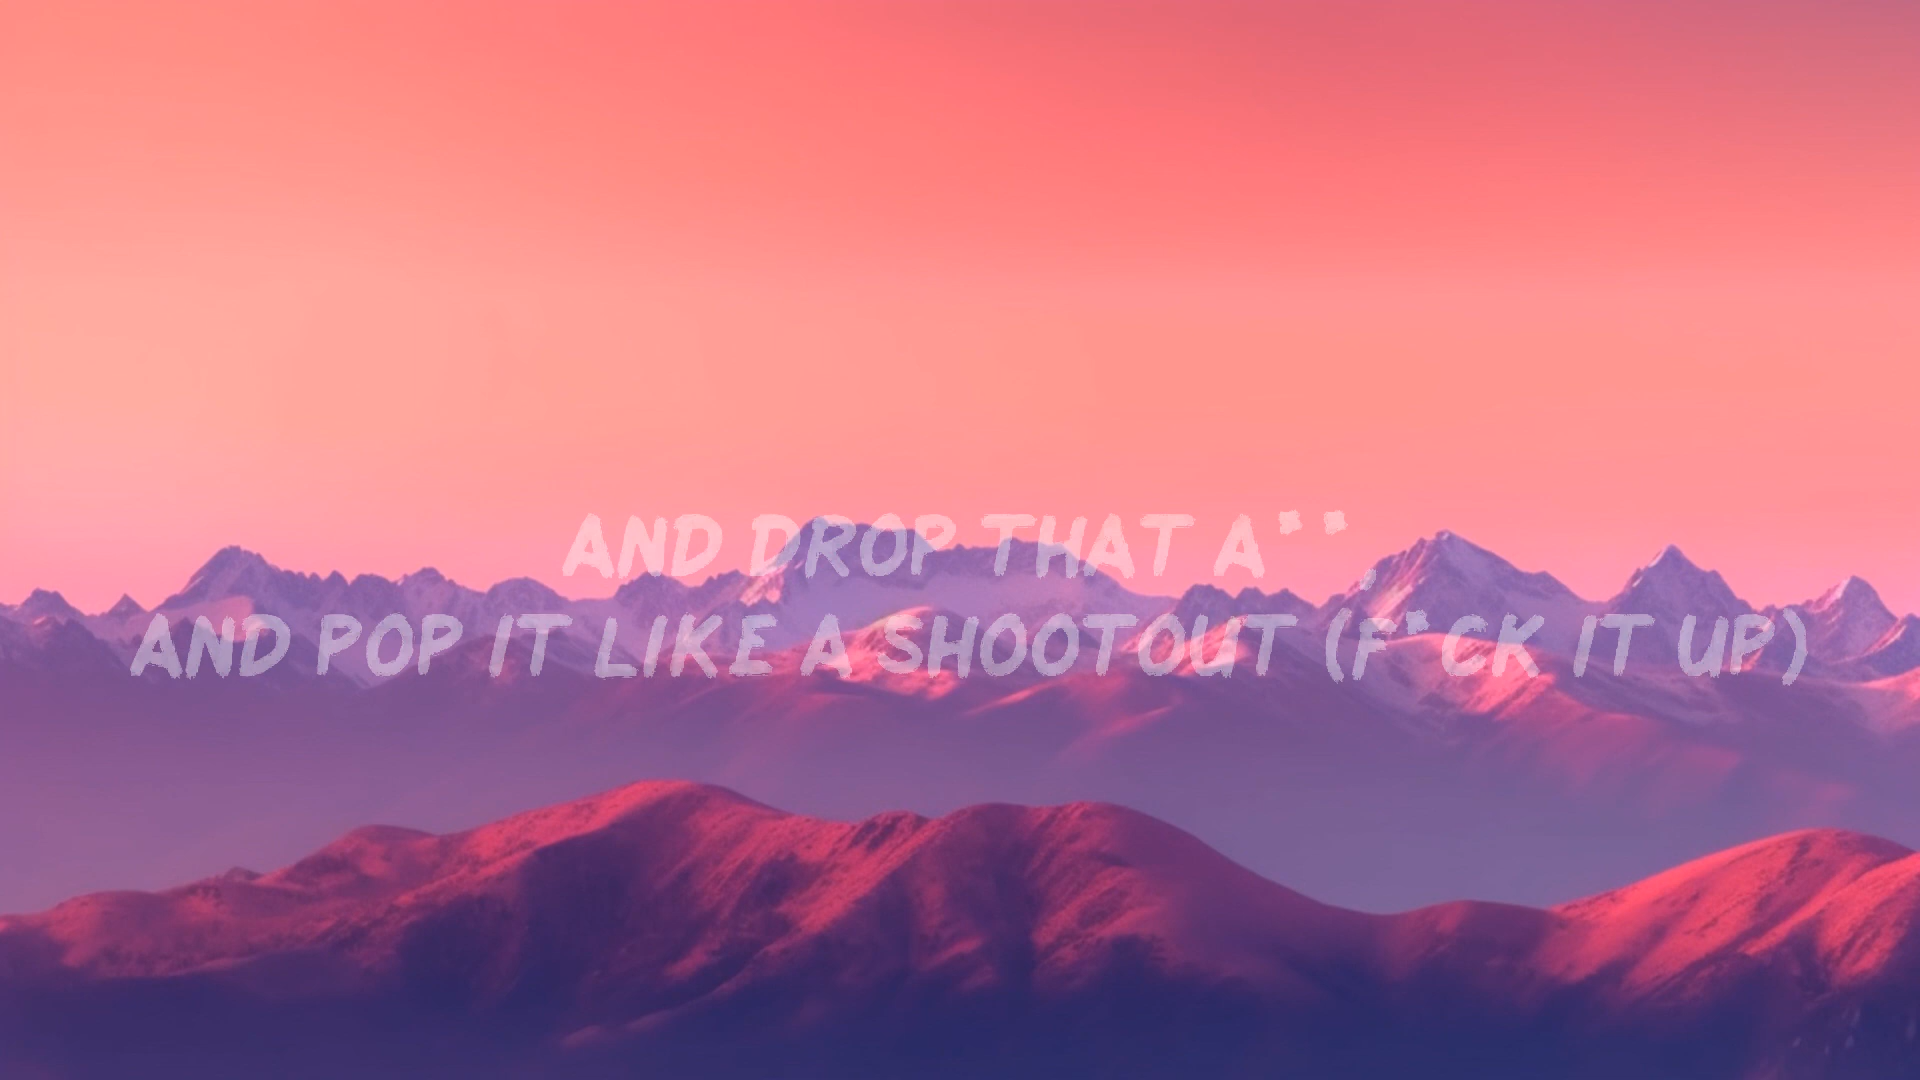 AND DROP THAT A**,
AND POP IT LIKE A SHOOTOUT (F*CK IT UP)